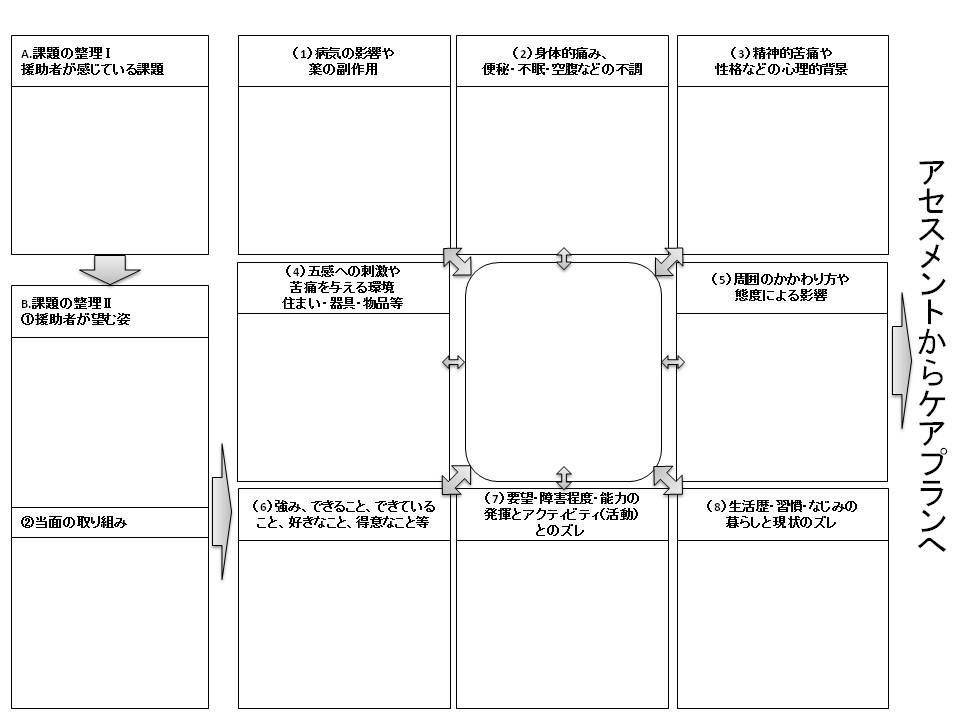 A.課題の整理Ⅰ
援助者が感じている課題
(1)病気の影響や
薬の副作用
(2)身体的痛み、
便秘・不眠・空腹などの不調
(3)精神的苦痛や
性格などの心理的背景
(4)五感への刺激や
苦痛を与える環境
住まい・器具・物品等
(5)周囲のかかわり方や
態度による影響
B.課題の整理Ⅱ
①援助者が望む姿
②当面の取り組み
(6)強み、できること、できている
こと、好きなこと、得意なこと等
(7)要望・障害程度・能力の
発揮とアクティビティ(活動)
とのズレ
(8)生活歴・習慣・なじみの
暮らしと現状のズレ
アセスメントからケアプランへ